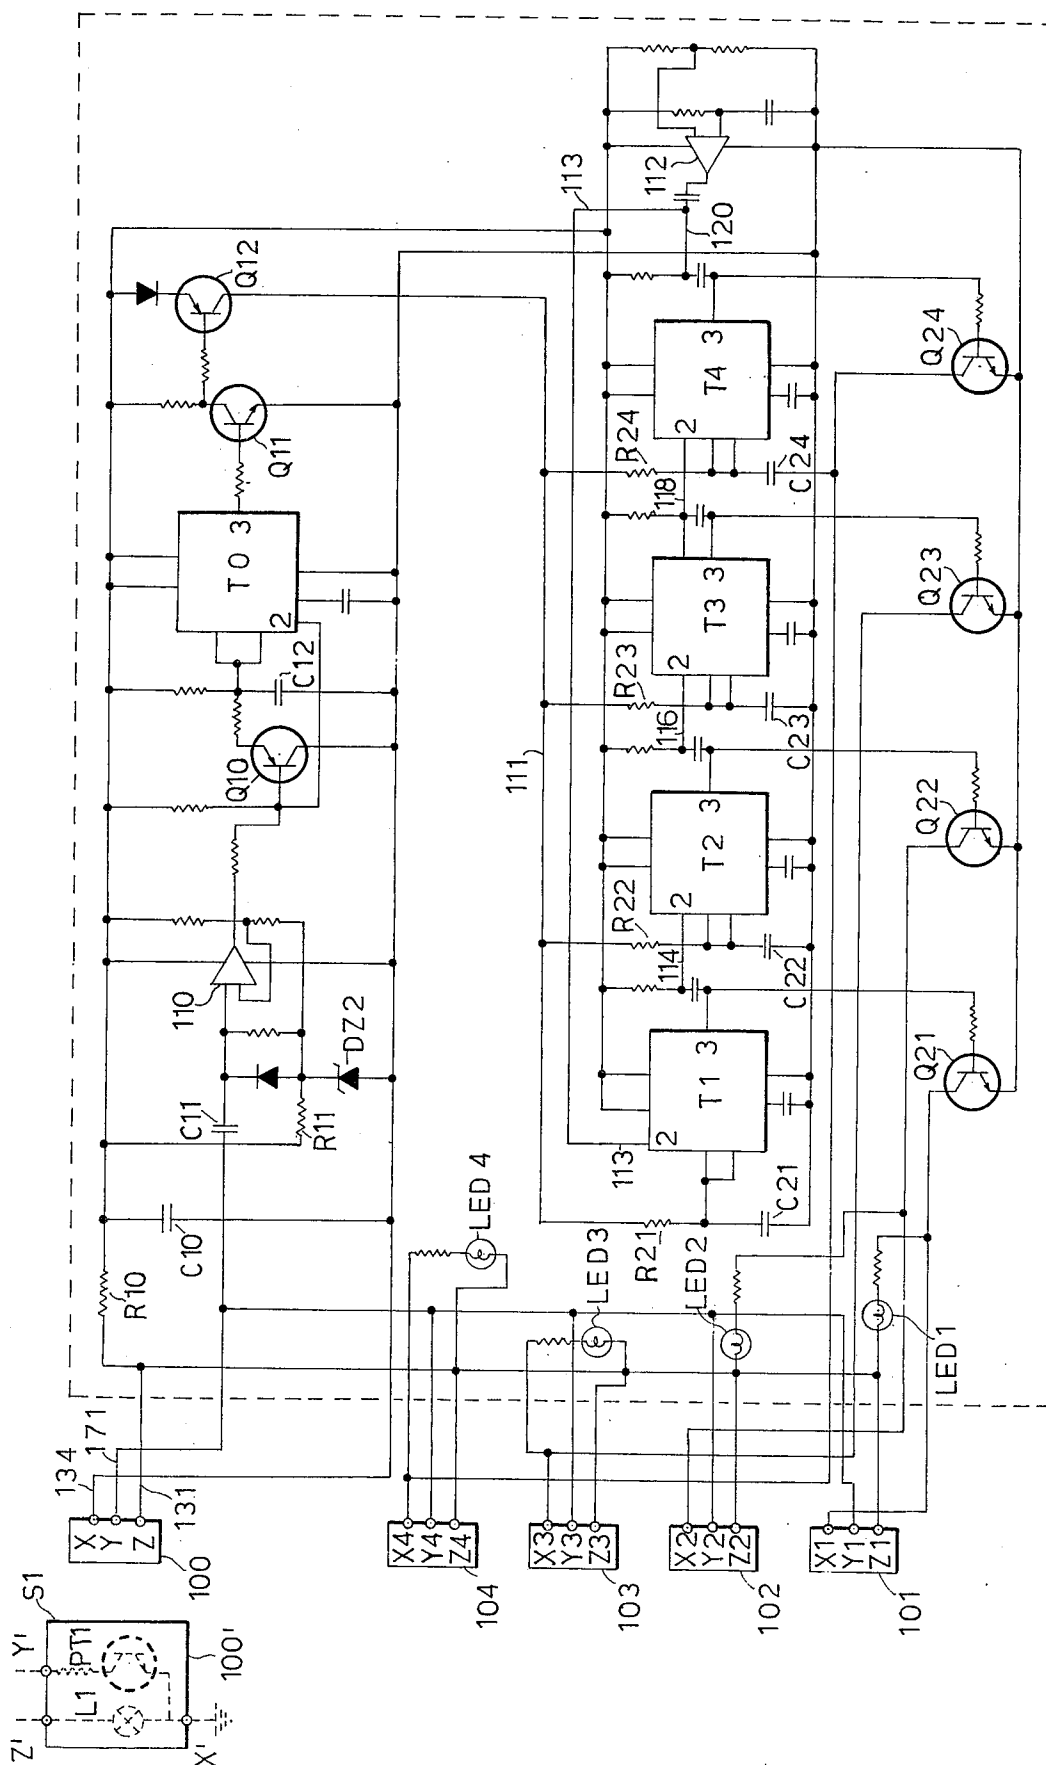 Q12
Q11
T0
3
2
C12
Q10
110
C11
DZ2
R11
C10
R10
134
171
131
X
Y
Z
100
S1
Y'
PT1
L1
Z'
X'
100'
113
112
120
T4
3
2
R24
118
C24
Q24
T3
3
2
R23
116
C23
Q23
111
T2
3
2
R22
114
C22
Q22
T1
3
2
113
R21
C21
Q21
LED 4
LED3
LED2
LED1
X4
Y4
Z4
104
X3
Y3
Z3
103
X2
Y2
Z2
102
X1
Y1
Z1
101